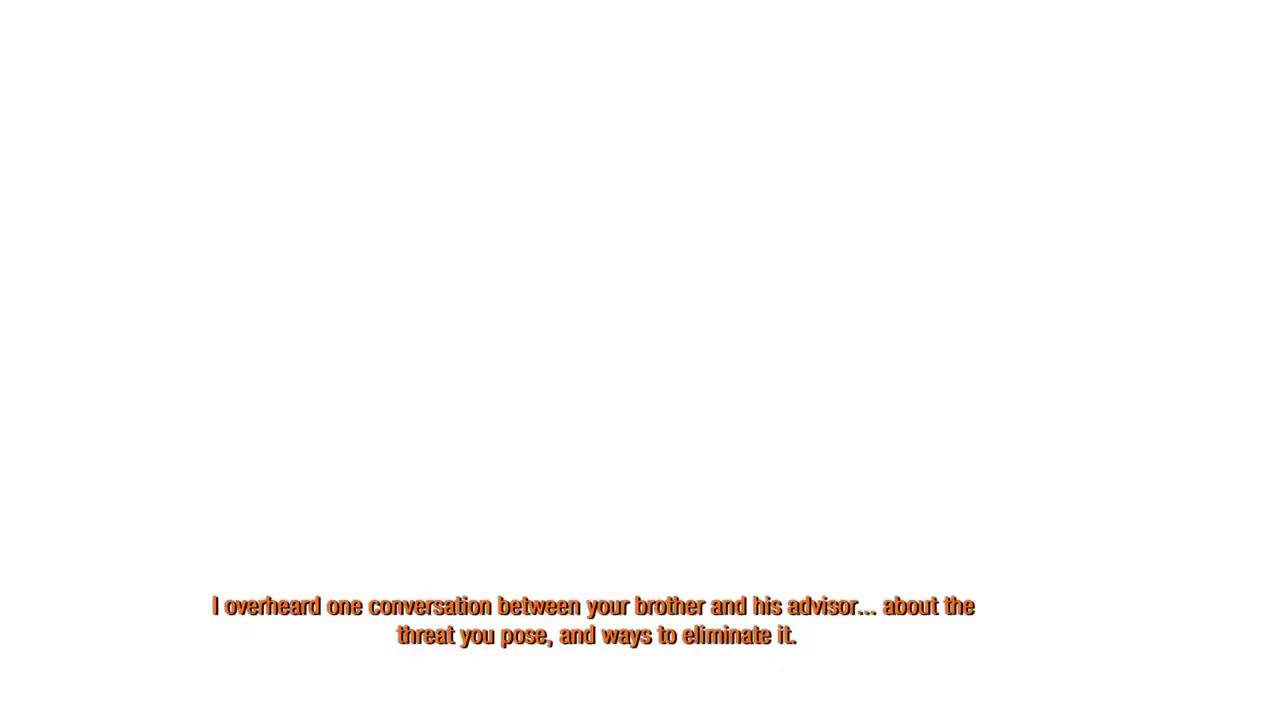 I overheard one conversation between your brother and his advisor... about the
threat you pose, and ways to eliminate it.